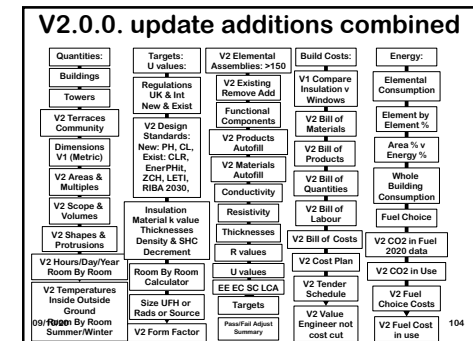 V2.0.0. update additions combined
Quantities:
Buildings
Towers
V2 Terraces
Community
Dimensions
V1 (Metric)
V2 Areas &
Multiples
V2 Scope &
Volumes
V2 Shapes &
Protrusions
V2 Hours/Day/Year
Room By Room
V2 Temperatures
Inside Outside
Ground
Room By Room
Summer/Winter
Targets:
U values:
Regulations
UK & Int
New & Exist
V2 Design
Standards:
New: PH, CL,
Exist: CLR,
EnerPHit,
ZCH, LETI,
RIBA 2030,
Insulation
Material k value
Thicknesses
Density & SHC
Decrement
Room By Room
Calculator
Size UFH or
Rads or Source
V2 Form Factor
V2 Elemental
Assemblies: >150
V2 Existing
Remove Add
Functional
Components
V2 Products
Autofill
V2 Materials
Autofill
Conductivity
Resistivity
Thicknesses
R values
U values
EE EC SC LCA
Targets
Pass/Fail Adjust
Summary
Build Costs:
V1 Compare
Insulation v
Windows
V2 Bill of
Materials
V2 Bill of
Products
V2 Bill of
Quantities
V2 Bill of
Labour
V2 Bill of Costs
V2 Cost Plan
V2 Tender
Schedule
V2 Value
Engineer not
cost cut
Energy:
Elemental
Consumption
Element by
Element %
Area % v
Energy %
Whole
Building
Consumption
Fuel Choice
V2 CO2 in Fuel
2020 data
V2 CO2 in Use
V2 Fuel
Choice Costs
V2 Fuel Cost
in use
09/10/20
104